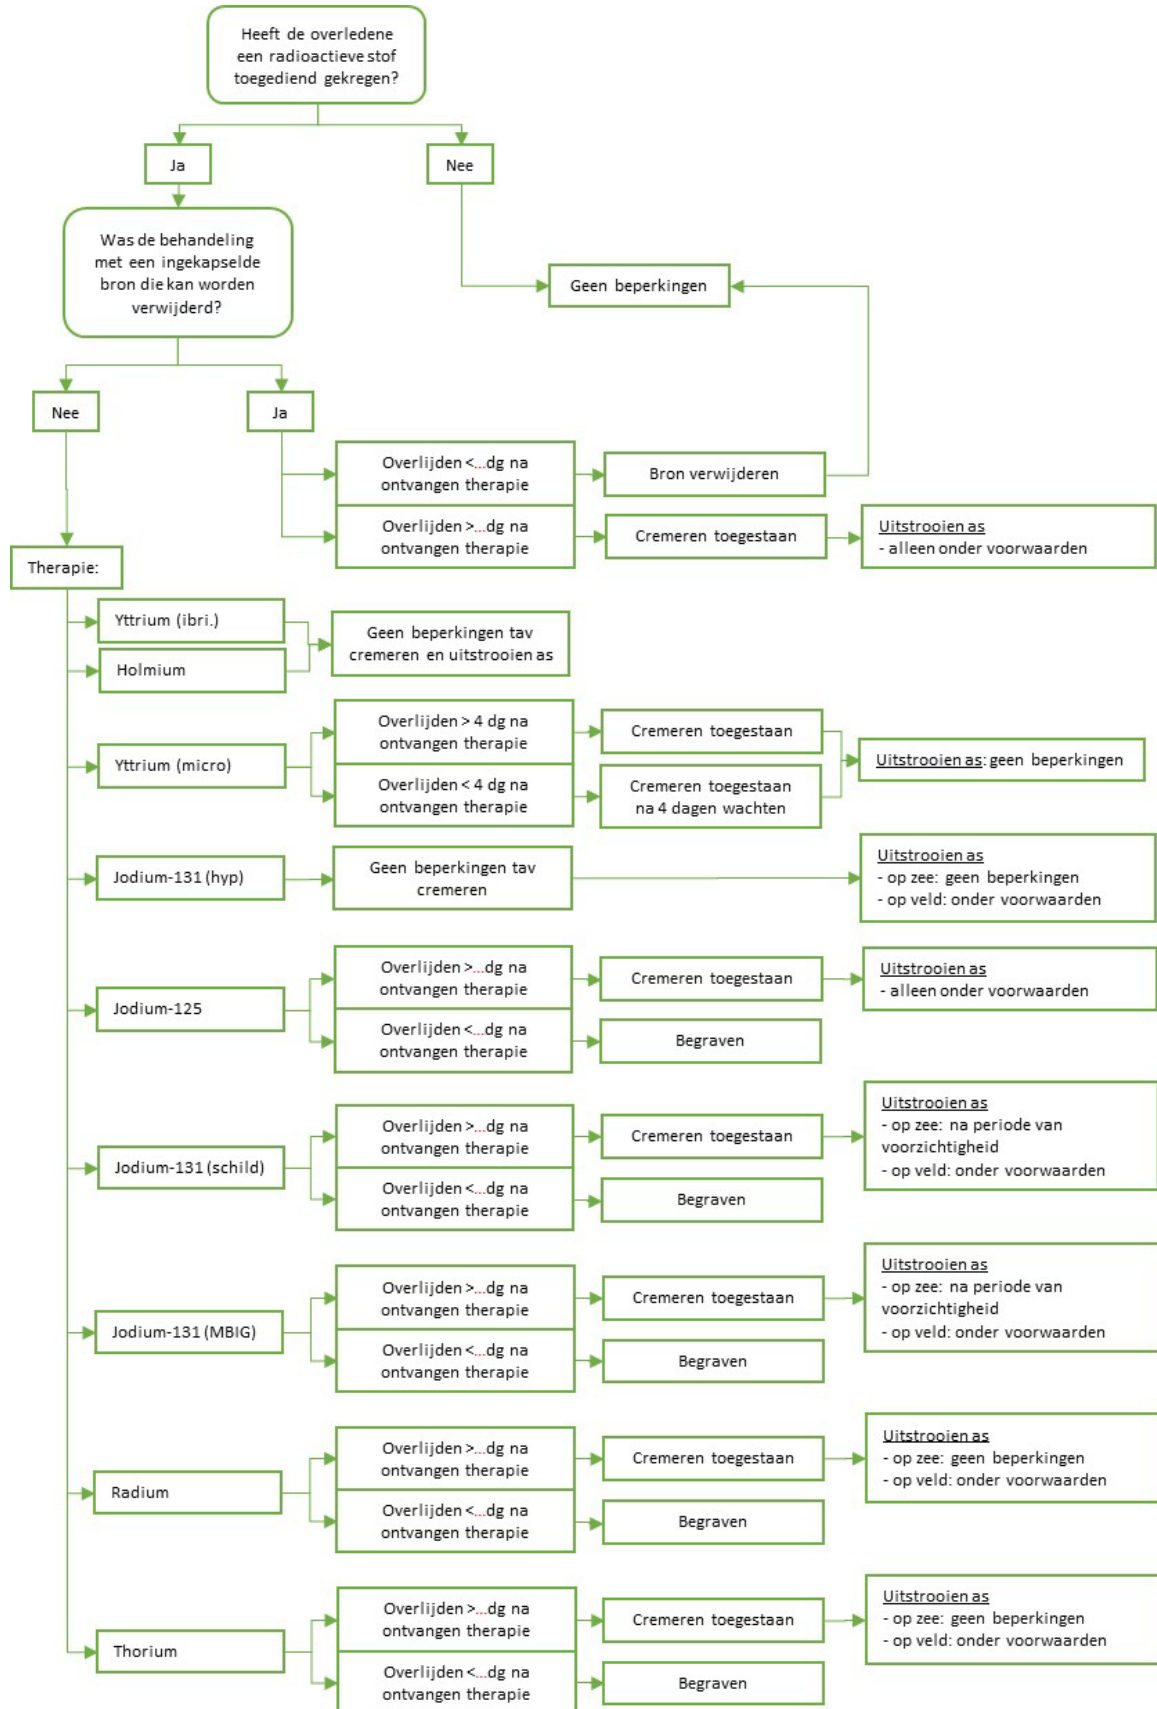 Heeft de overledene
een radioactieve stof
toegediend gekregen?
Ja
Nee
Was de behandeling
met een ingekapselde
bron die kan worden
verwijderd?
Geen beperkingen
Nee
Ja
Overlijden <...dg na
ontvangen therapie
Bron verwijderen
Overlijden >...dg na
ontvangen therapie
Cremeren toegestaan
Uitstrooien as
- alleen onder voorwaarden
Therapie:
Yttrium (ibri.)
Holmium
Geen beperkingen tav
cremeren en uitstrooien as
Yttrium (micro)
Overlijden > 4 dg na
ontvangen therapie
Cremeren toegestaan
Overlijden < 4 dg na
ontvangen therapie
Cremeren toegestaan
na 4 dagen wachten
Uitstrooien as: geen beperkingen
Jodium-131 (hyp)
Geen beperkingen tav
cremeren
Uitstrooien as
- op zee: geen beperkingen
- op veld: onder voorwaarden
Jodium-125
Overlijden >...dg na
ontvangen therapie
Cremeren toegestaan
Uitstrooien as
- alleen onder voorwaarden
Overlijden <...dg na
ontvangen therapie
Begraven
Jodium-131 (schild)
Overlijden >...dg na
ontvangen therapie
Cremeren toegestaan
Uitstrooien as
- op zee: na periode van
voorzichtigheid
- op veld: onder voorwaarden
Overlijden <...dg na
ontvangen therapie
Begraven
Jodium-131 (MBIG)
Overlijden >...dg na
ontvangen therapie
Cremeren toegestaan
Uitstrooien as
- op zee: na periode van
voorzichtigheid
- op veld: onder voorwaarden
Overlijden <...dg na
ontvangen therapie
Begraven
Radium
Overlijden >...dg na
ontvangen therapie
Cremeren toegestaan
Uitstrooien as
- op zee: geen beperkingen
- op veld: onder voorwaarden
Overlijden <...dg na
ontvangen therapie
Begraven
Thorium
Overlijden >...dg na
ontvangen therapie
Cremeren toegestaan
Uitstrooien as
- op zee: geen beperkingen
- op veld: onder voorwaarden
Overlijden <...dg na
ontvangen therapie
Begraven